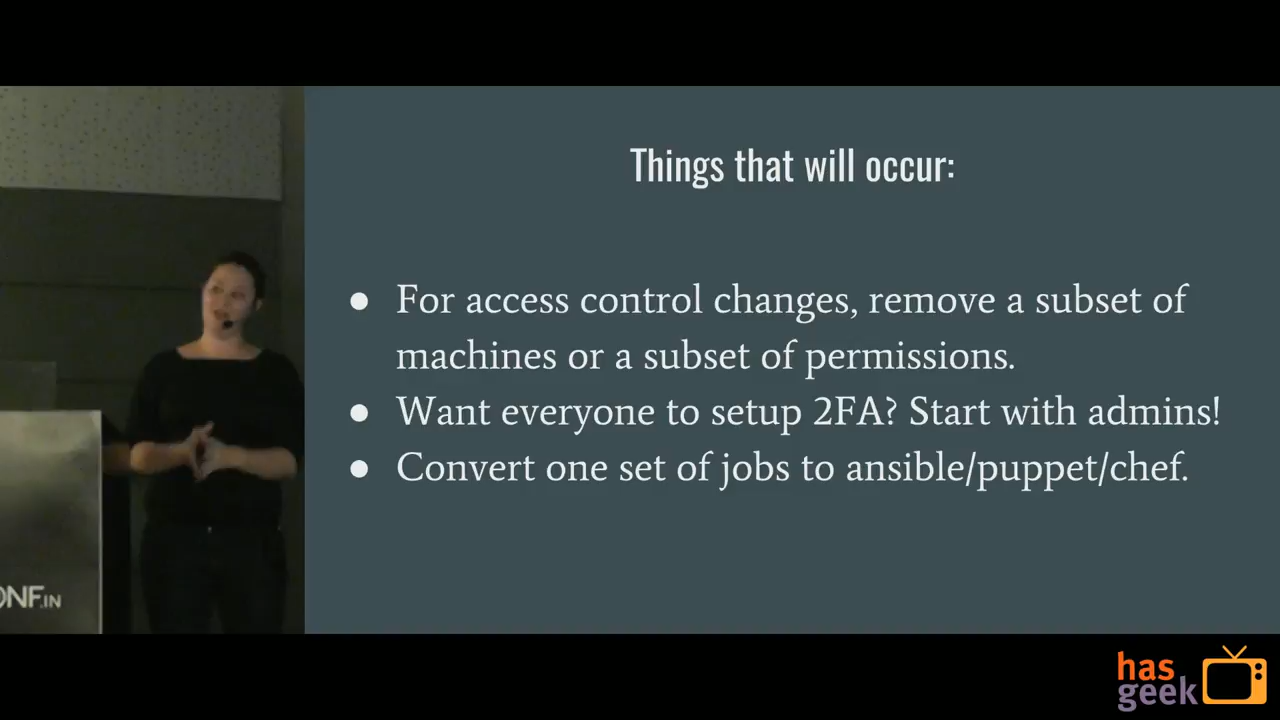 Things that will occur:
● For access control changes, remove a subset of
machines or a subset of permissions.
● Want everyone to setup 2FA? Start with admins!
● Convert one set of jobs to ansible/puppet/chef.
ONF.IN
has
geek